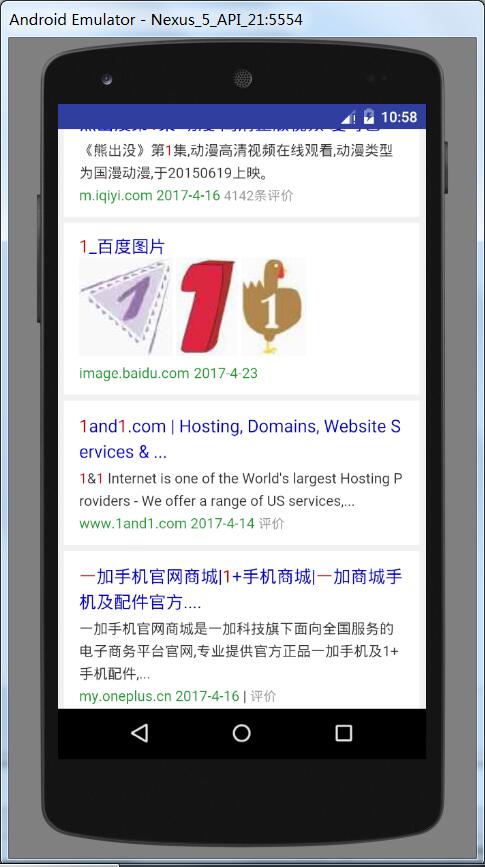 Android Emulator - Nexus_5_API_21:5554
10:58
《熊出没》第1集,动漫高清视频在线观看,动漫类型
为国漫动漫,于20150619上映。
m.iqiyi.com 2017-4-16 4142条评价
1_百度图片
1 1 1
image.baidu.com 2017-4-23
1and1.com | Hosting, Domains, Website S
ervices & ...
1&1 Internet is one of the World's largest Hosting P
roviders - We offer a range of US services,...
www.1and1.com 2017-4-14 评价
一加手机官网商城|1+手机商城|一加商城手
机及配件官方....
一加手机官网商城是一加科技旗下面向全国服务的
电子商务平台官网,专业提供官方正品一加手机及1+
手机配件,...
my.oneplus.cn 2017-4-16 | 评价